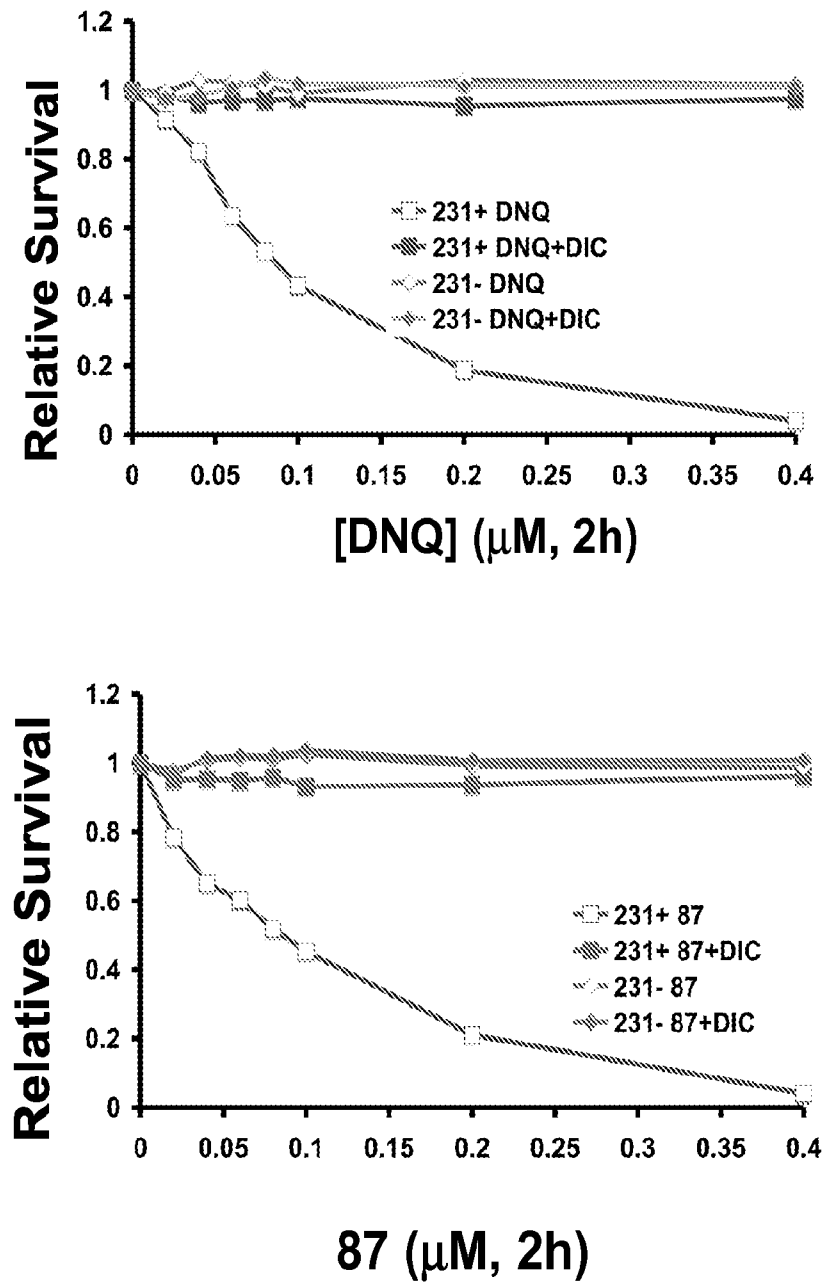 1.2
1
0.8
0.6
0.4
0.2
0
Relative Survival
231+ DNQ
231+ DNQ+DIC
231- DNQ
231- DNQ+DIC
0 0.05 0.1 0.15 0.2 0.25 0.3 0.35 0.4
[DNQ] (μM, 2h)
1.2
1
0.8
0.6
0.4
0.2
0
Relative Survival
231+ 87
231+ 87+DIC
231- 87
231- 87+DIC
0 0.05 0.1 0.15 0.2 0.25 0.3 0.35 0.4
87 (μM, 2h)